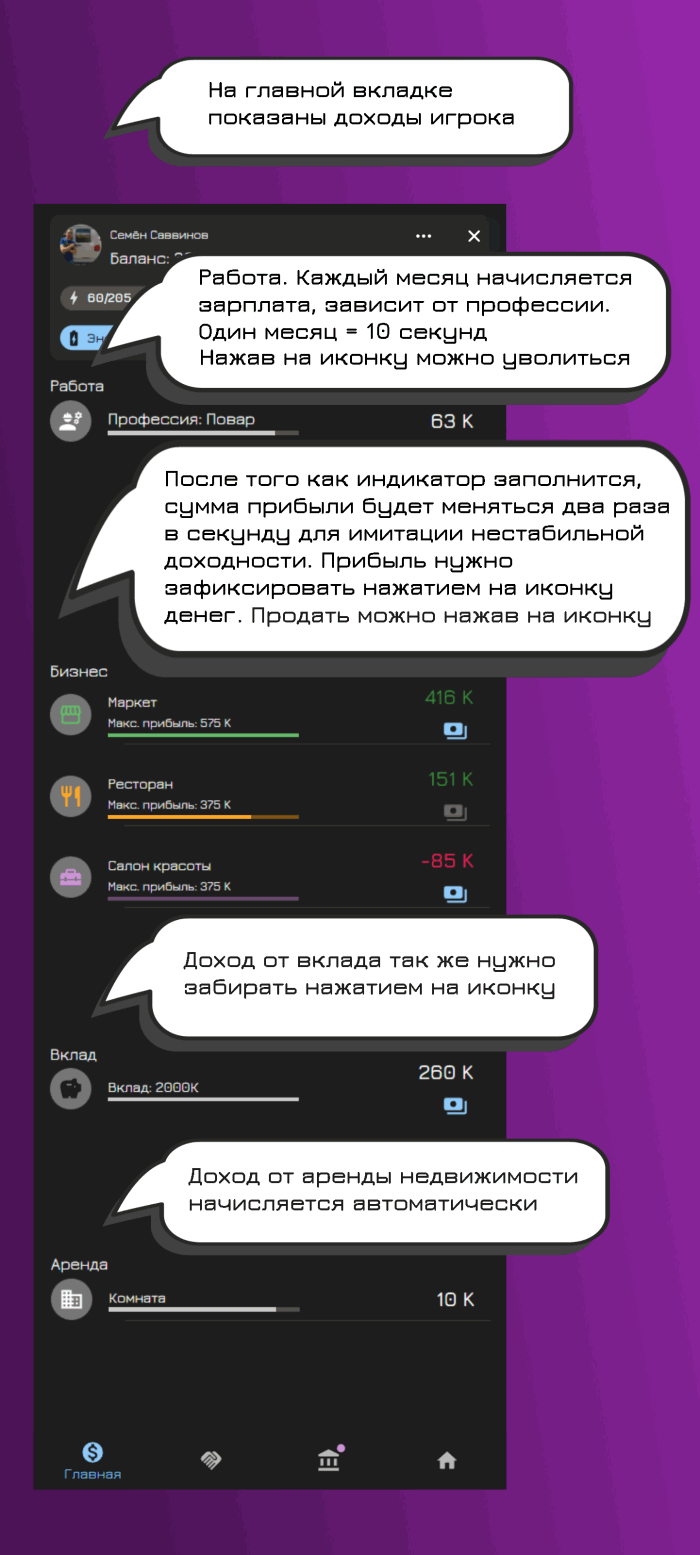 На главной вкладке
показаны доходы игрока
Семён Саввинов
Баланс:
60/205
Работа. Каждый месяц начисляется
зарплата, зависит от профессии.
Один месяц = 10 секунд
Нажав на иконку можно уволиться
Работа
Профессия: Повар
63 K
После того как индикатор заполнится,
сумма прибыли будет меняться два раза
в секунду для имитации нестабильной
доходности. Прибыль нужно
зафиксировать нажатием на иконку
денег. Продать можно нажав на иконку
Бизнес
Маркет
416 K
Макс. прибыль: 575 K
Ресторан
151 K
Макс. прибыль: 375 K
Салон красоты
-85 K
Макс. прибыль: 375 K
Доход от вклада так же нужно
забирать нажатием на иконку
Вклад
260 K
Вклад: 2000K
Доход от аренды недвижимости
начисляется автоматически
Аренда
Комната
10 K
Главная